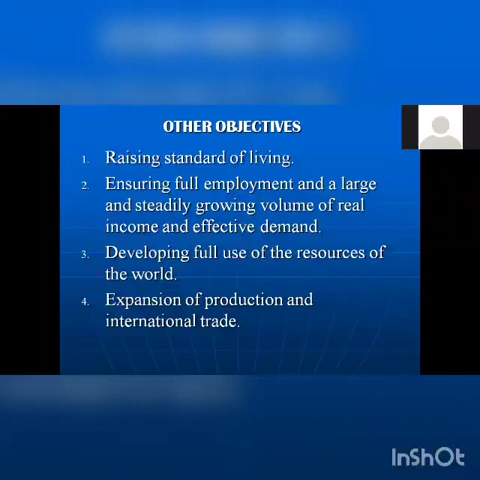 OTHER OBJECTIVES
1. Raising standard of living.
2. Ensuring full employment and a large
and steadily growing volume of real
income and effective demand.
3. Developing full use of the resources of
the world.
4. Expansion of production and
international trade.
InShOt